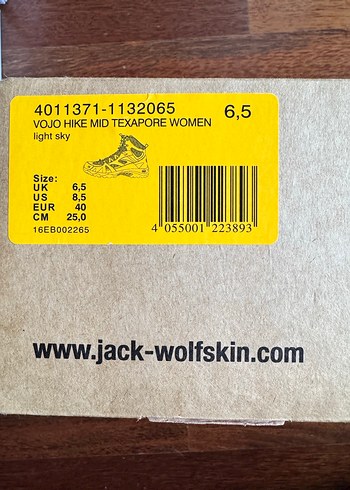 4011371-1132065 6,5
VOJO HIKE MID TEXAPORE WOMEN
light sky
Size:
UK 6,5
US 8,5
EUR 40
CM 25,0
16EB002265
4 055001 223893
www.jack-wolfskin.com